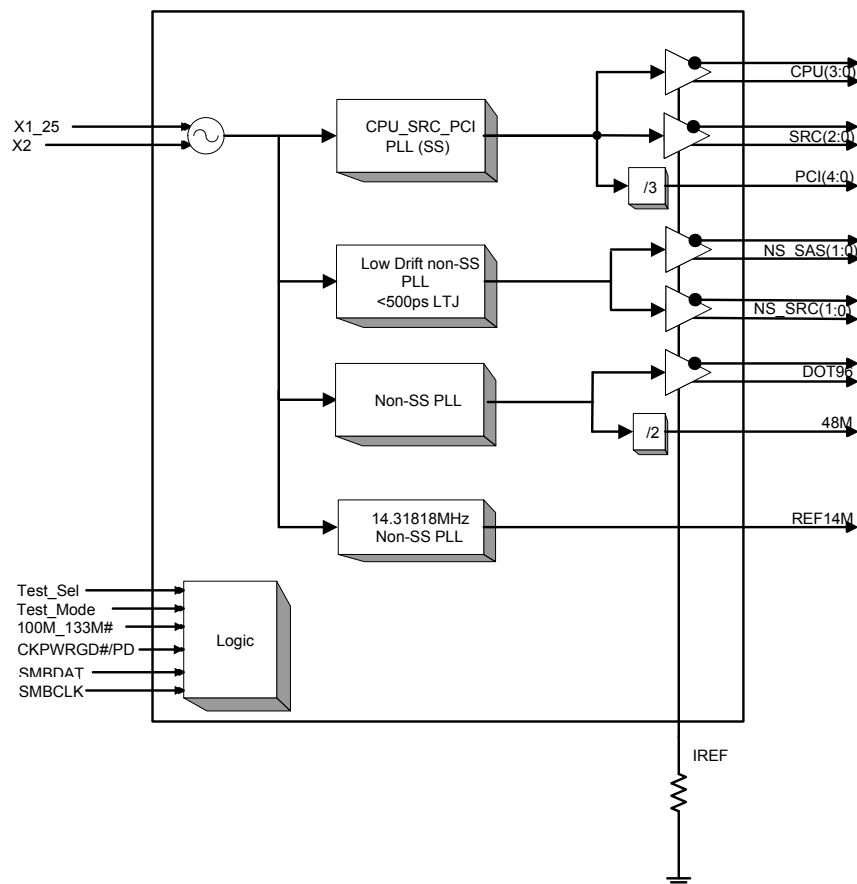 X1_25
X2
CPU_SRC_PCI
PLL (SS)
CPU(3:0)
SRC(2:0)
/3
PCI(4:0)
Low Drift non-SS
PLL
<500ps LTJ
NS_SAS(1:0)
NS_SRC(1:0)
Non-SS PLL
DOT96
/2
48M
14.31818MHz
Non-SS PLL
REF14M
Test_Sel
Test_Mode
100M_133M#
CKPWRGD#/PD
SMBDAT
SMBCLK
Logic
IREF